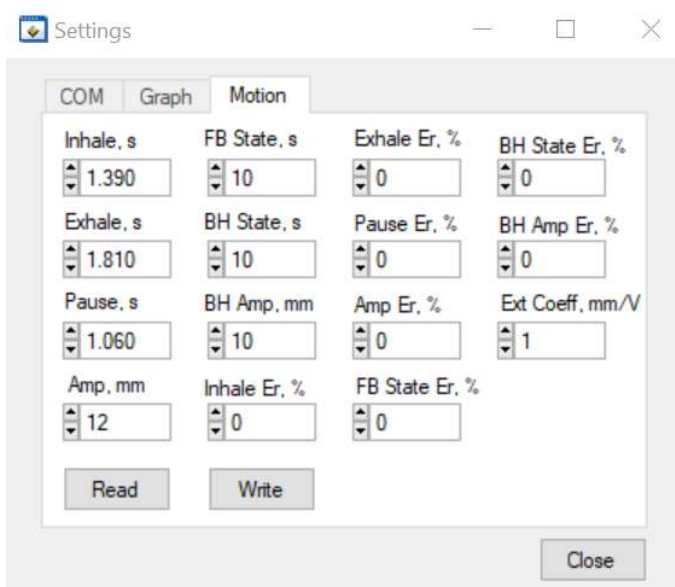 Settings
COM Graph Motion
Inhale, s FB State, s Exhale Er, % BH State Er, %
1.390 10 0 0
Exhale, s BH State, s Pause Er, % BH Amp Er, %
1.810 10 0 0
Pause, s BH Amp, mm Amp Er, % Ext Coeff, mm/V
1.060 10 0 1
Amp, mm Inhale Er, % FB State Er, %
12 0 0
Read Write
Close